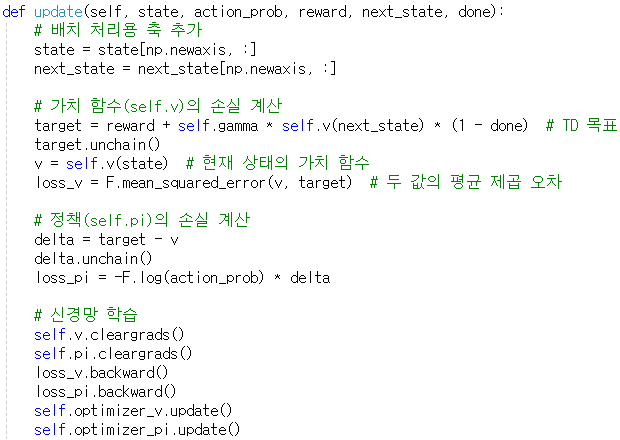 def update(self, state, action_prob, reward, next_state, done):
# 배치 처리용 축 추가
state = state[np.newaxis, :]
next_state = next_state[np.newaxis, :]
# 가치 함수(self.v)의 손실 계산
target = reward + self.gamma * self.v(next_state) * (1 - done)  # TD 목표
target.unchain()
v = self.v(state)  # 현재 상태의 가치 함수
loss_v = F.mean_squared_error(v, target)  # 두 값의 평균 제곱 오차
# 정책(self.pi)의 손실 계산
delta = target - v
delta.unchain()
loss_pi = -F.log(action_prob) * delta
# 신경망 학습
self.v.cleargrads()
self.pi.cleargrads()
loss_v.backward()
loss_pi.backward()
self.optimizer_v.update()
self.optimizer_pi.update()